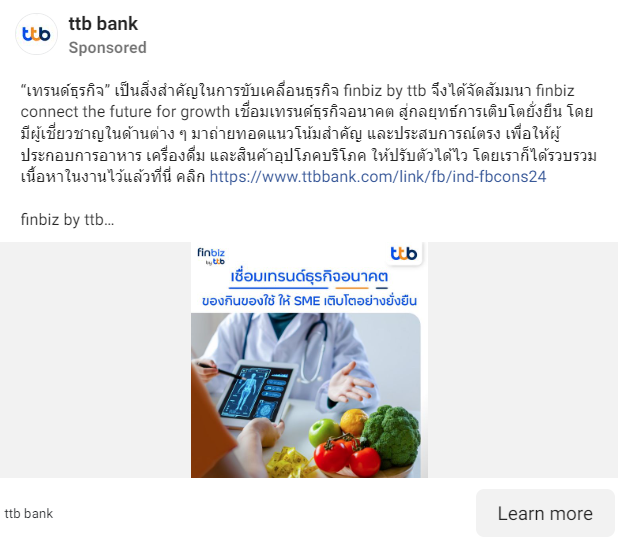 ttb
ttb bank
Sponsored
“เทรนด์ธุรกิจ” เป็นสิ่งสำคัญในการขับเคลื่อนธุรกิจ finbiz by ttb จึงได้จัดสัมมนา finbiz
connect the future for growth เชื่อมเทรนด์ธุรกิจอนาคต สู่กลยุทธ์การเติบโตยั่งยืน โดย
มีผู้เชี่ยวชาญในด้านต่าง ๆ มาถ่ายทอดแนวโน้มสำคัญ และประสบการณ์ตรง เพื่อให้ผู้
ประกอบการอาหาร เครื่องดื่ม และสินค้าอุปโภคบริโภค ให้ปรับตัวได้ไว โดยเราก็ได้รวบรวม
เนื้อหาในงานไว้แล้วที่นี่ คลิก https://www.ttbbank.com/link/fb/ind-fbcons24
finbiz by ttb...
finbiz
by ttb
ttb
เชื่อมเทรนด์ธุรกิจอนาคต
ของกินของใช้ ให้ SME เติบโตอย่างยั่งยืน
ttb bank
Learn more